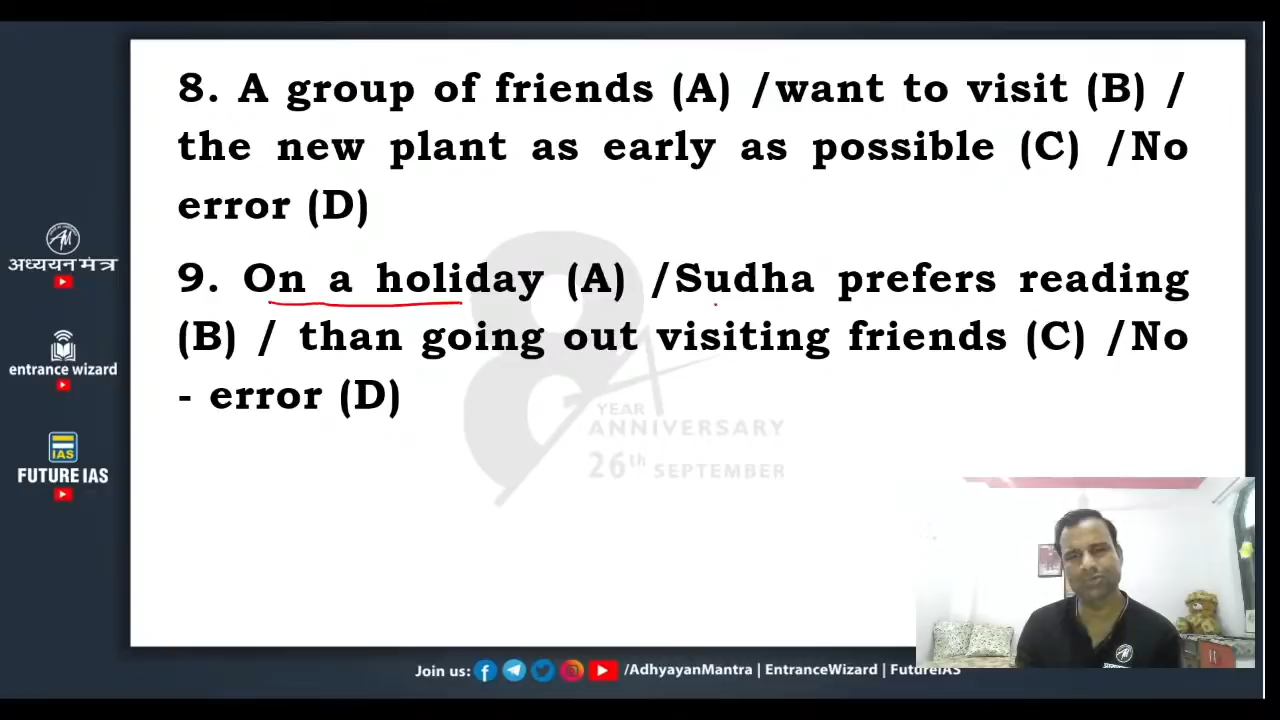 8. A group of friends (A) /want to visit (B) /
the new plant as early as possible (C) /No
error (D)
9. On a holiday (A) /Sudha prefers reading
(B) / than going out visiting friends (C) /No
- error (D)
अध्ययन मंत्र
entrance wizard
IAS
FUTURE IAS
8
YEAR
ANNIVERSARY
26th SEPTEMBER
Join us: /AdhyayanMantra | EntranceWizard | FutureIAS